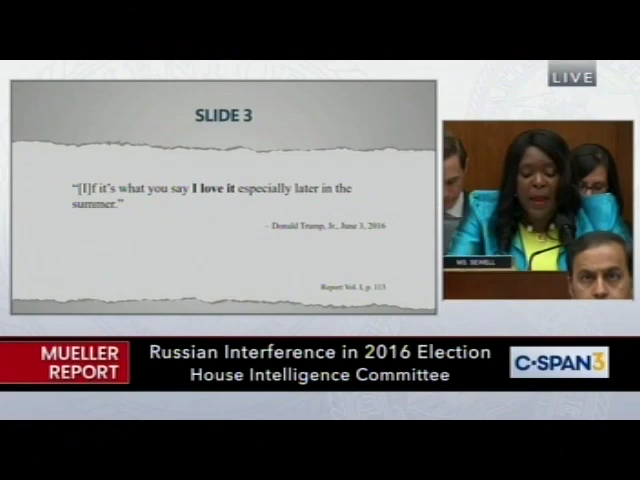 LIVE
SLIDE 3
“[I]f it’s what you say I love it especially later in the
summer.”
– Donald Trump, Jr., June 3, 2016
Report Vol. I, p. 113
MS. SEWELL
MUELLER
REPORT
Russian Interference in 2016 Election
House Intelligence Committee
C-SPAN3